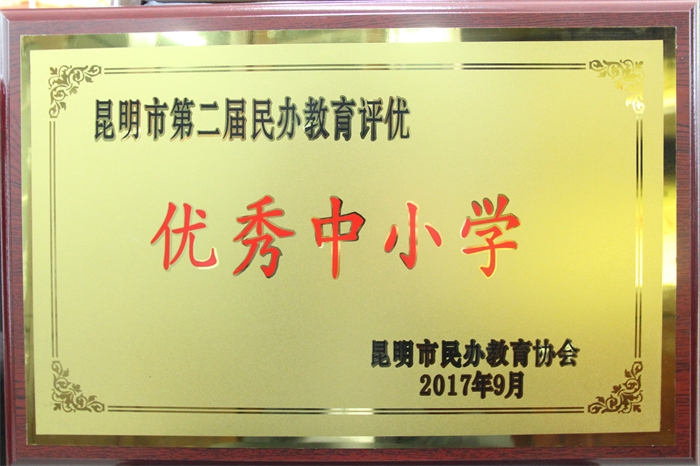 昆明市第二届民办教育评优
优秀中小学
昆明市民办教育协会
2017年9月